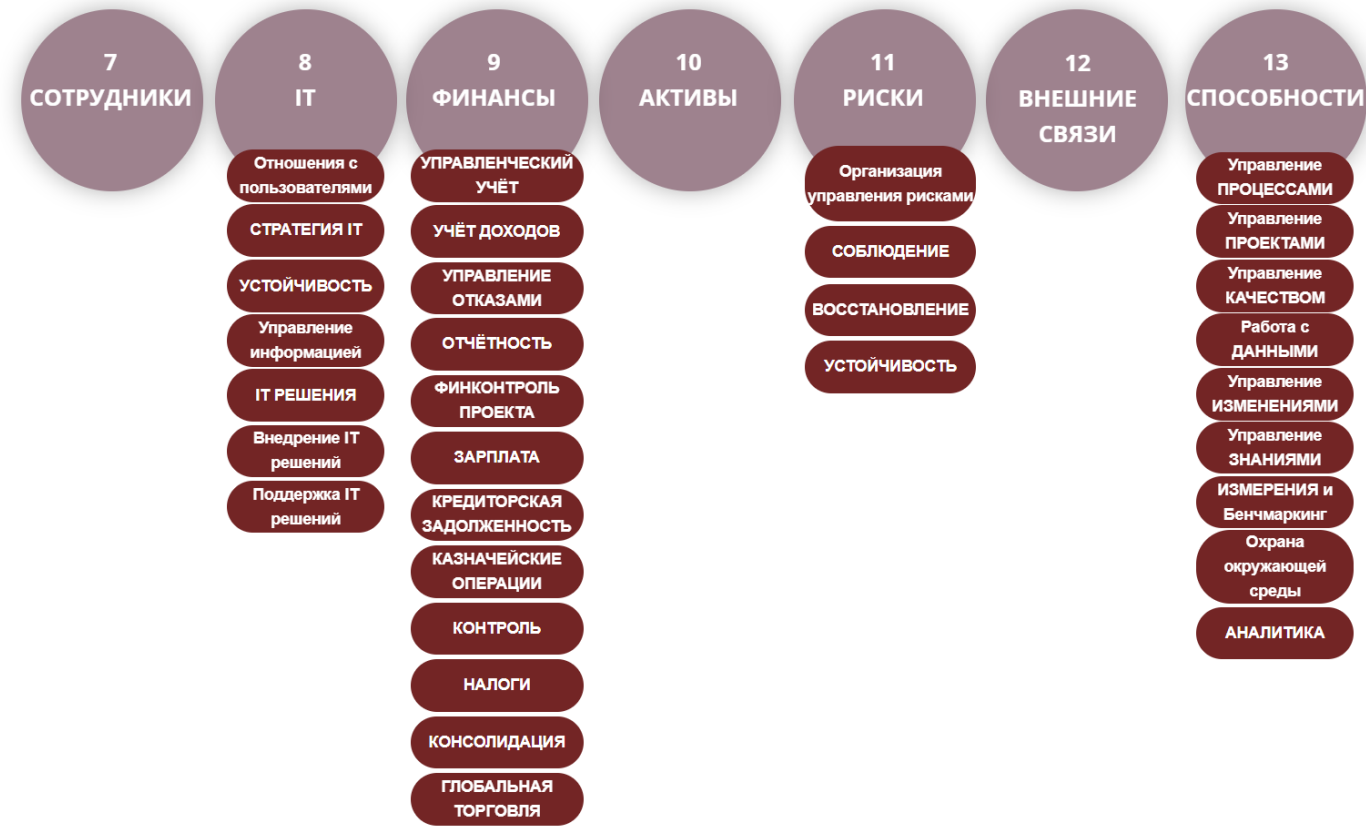 7
СОТРУДНИКИ
8
IT
Отношения с
пользователями
СТРАТЕГИЯ IT
УСТОЙЧИВОСТЬ
Управление
информацией
IT РЕШЕНИЯ
Внедрение IT
решений
Поддержка IT
решений
9
ФИНАНСЫ
УПРАВЛЕНЧЕСКИЙ
УЧЁТ
УЧЁТ ДОХОДОВ
УПРАВЛЕНИЕ
ОТКАЗАМИ
ОТЧЁТНОСТЬ
ФИНКОНТРОЛЬ
ПРОЕКТА
ЗАРПЛАТА
КРЕДИТОРСКАЯ
ЗАДОЛЖЕННОСТЬ
КАЗНАЧЕЙСКИЕ
ОПЕРАЦИИ
КОНТРОЛЬ
НАЛОГИ
КОНСОЛИДАЦИЯ
ГЛОБАЛЬНАЯ
ТОРГОВЛЯ
10
АКТИВЫ
11
РИСКИ
Организация
управления рисками
СОБЛЮДЕНИЕ
ВОССТАНОВЛЕНИЕ
УСТОЙЧИВОСТЬ
12
ВНЕШНИЕ
СВЯЗИ
13
СПОСОБНОСТИ
Управление
ПРОЦЕССАМИ
Управление
ПРОЕКТАМИ
Управление
КАЧЕСТВОМ
Работа с
ДАННЫМИ
Управление
ИЗМЕНЕНИЯМИ
Управление
ЗНАНИЯМИ
ИЗМЕРЕНИЯ и
Бенчмаркинг
Охрана
окружающей
среды
АНАЛИТИКА